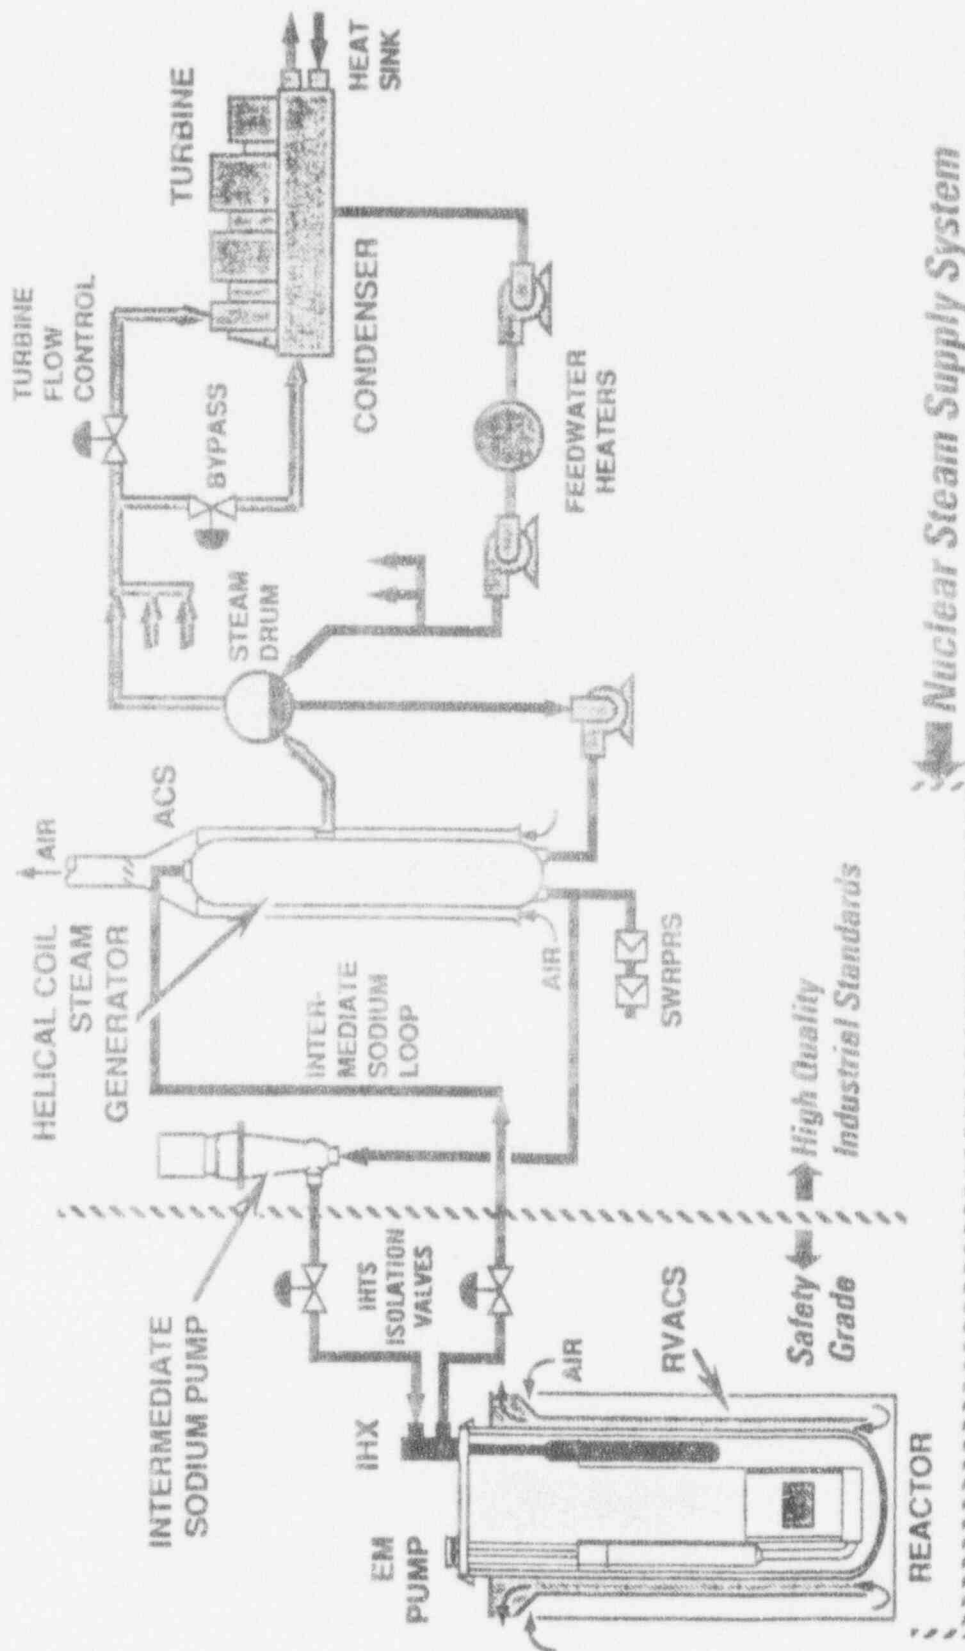 TURBINE
FLOW
CONTROL
TURBINE
HEAT
SINK
BYPASS
CONDENSER
STEAM
DRUM
FEEDWATER
HEATERS
AIR
ACS
HELICAL COIL
STEAM
GENERATOR
INTER-
MEDIATE
SODIUM
LOOP
AIR
SWRPRS
INTERMEDIATE
SODIUM PUMP
IHTS
ISOLATION
VALVES
EM
PUMP
IHX
AIR
RVACS
REACTOR
Safety
Grade
High Quality
Industrial Standards
Nuclear Steam Supply System